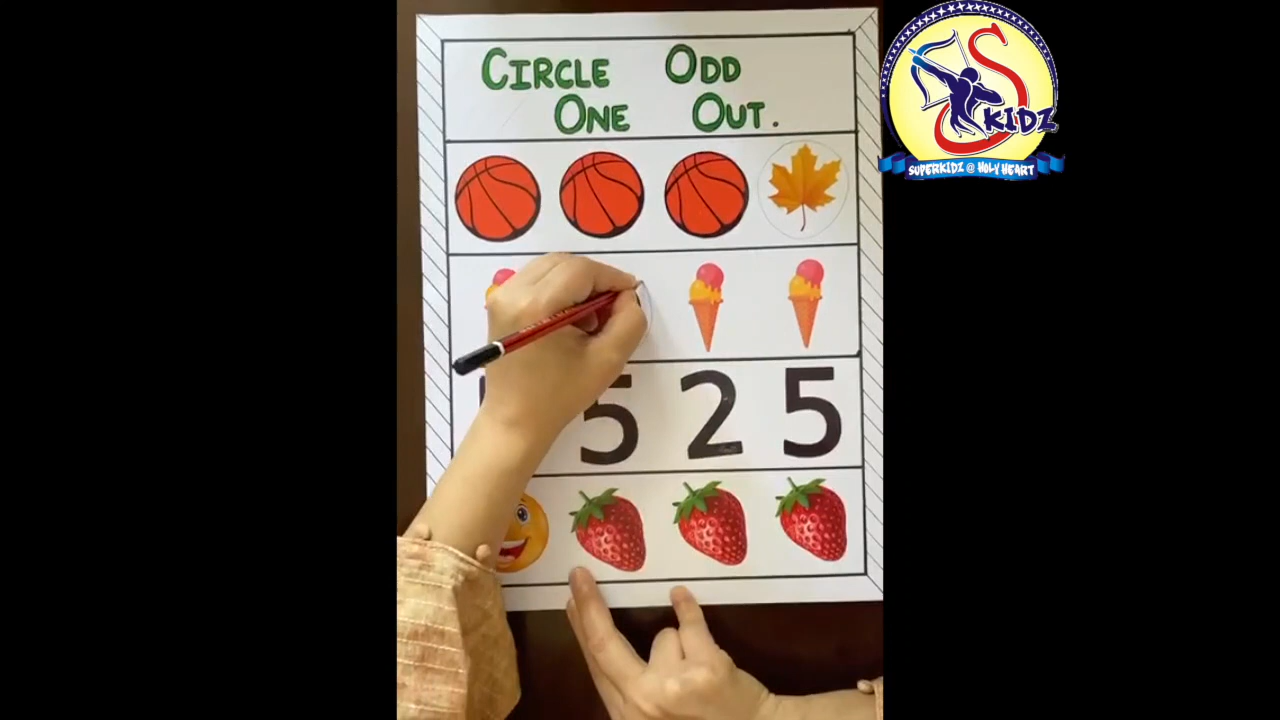 CIRCLE ODD
ONE OUT.
5 2 5
S
KIDZ
SUPERKIDZ @ HOLY HEART